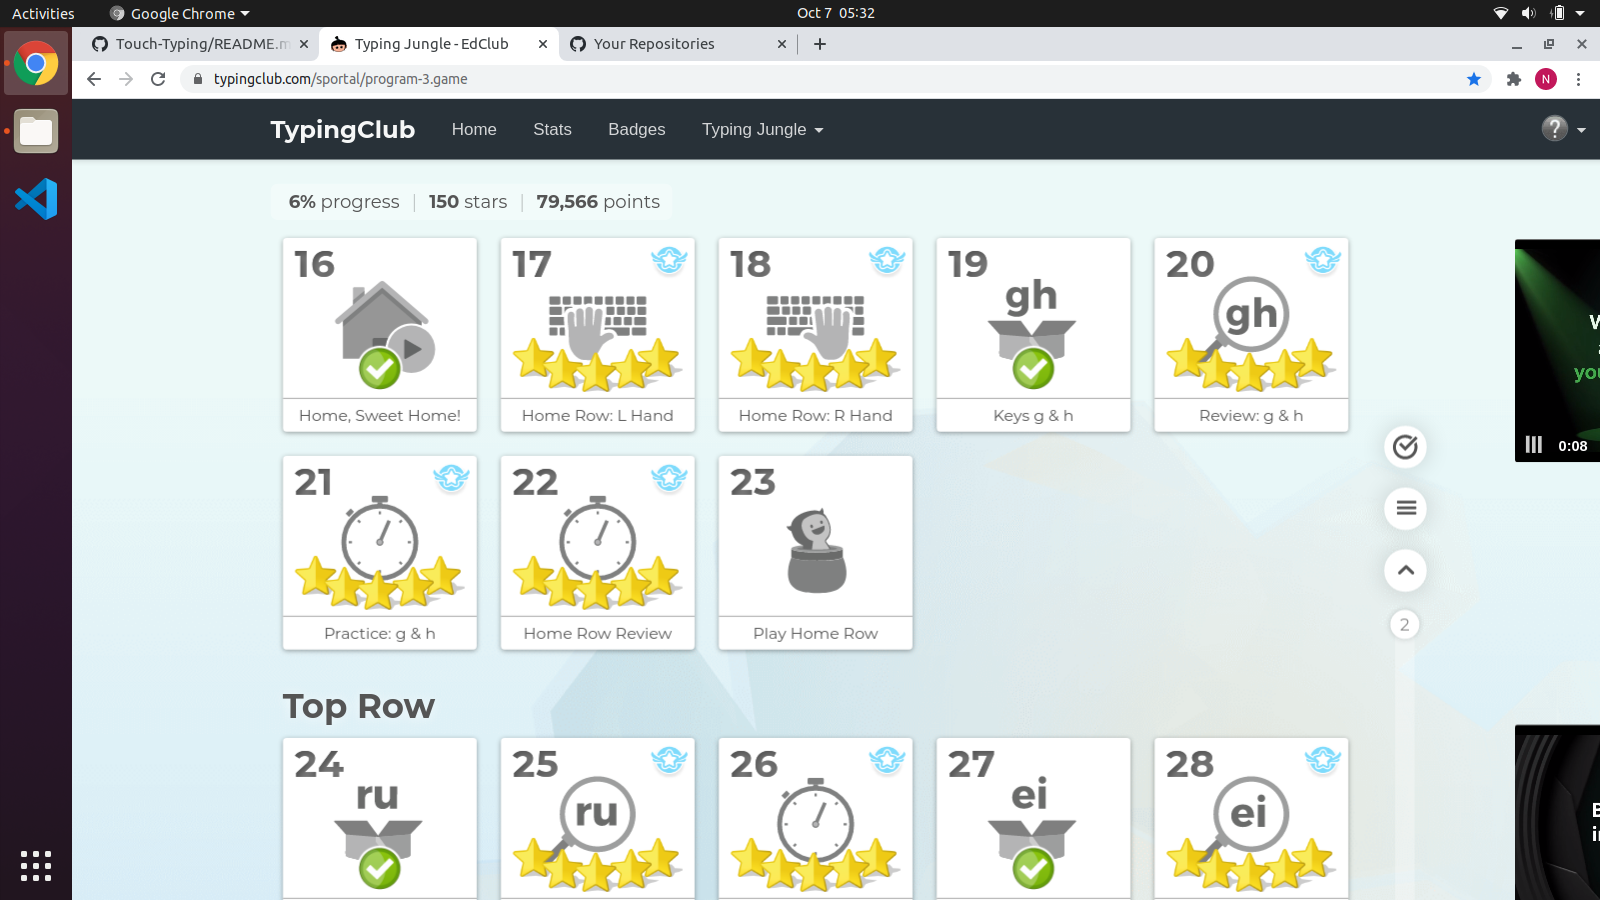 Activities
Google Chrome
Oct 7 05:32
Touch-Typing/README.m
Typing Jungle - EdClub
Your Repositories
typingclub.com/sportal/program-3.game
N
TypingClub
Home
Stats
Badges
Typing Jungle
?
6% progress
150 stars
79,566 points
16
Home, Sweet Home!
17
Home Row: L Hand
18
Home Row: R Hand
19
gh
Keys g & h
20
gh
Review: g & h
21
Practice: g & h
22
Home Row Review
23
Play Home Row
W
you
0:08
2
Top Row
24
ru
25
ru
26
27
ei
28
ei
B
in